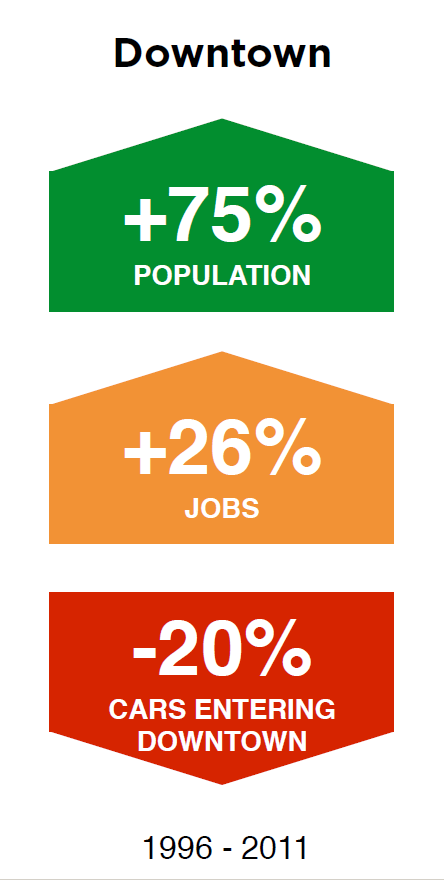 Downtown
+75%
POPULATION
+26%
JOBS
-20%
CARS ENTERING
DOWNTOWN
1996 - 2011